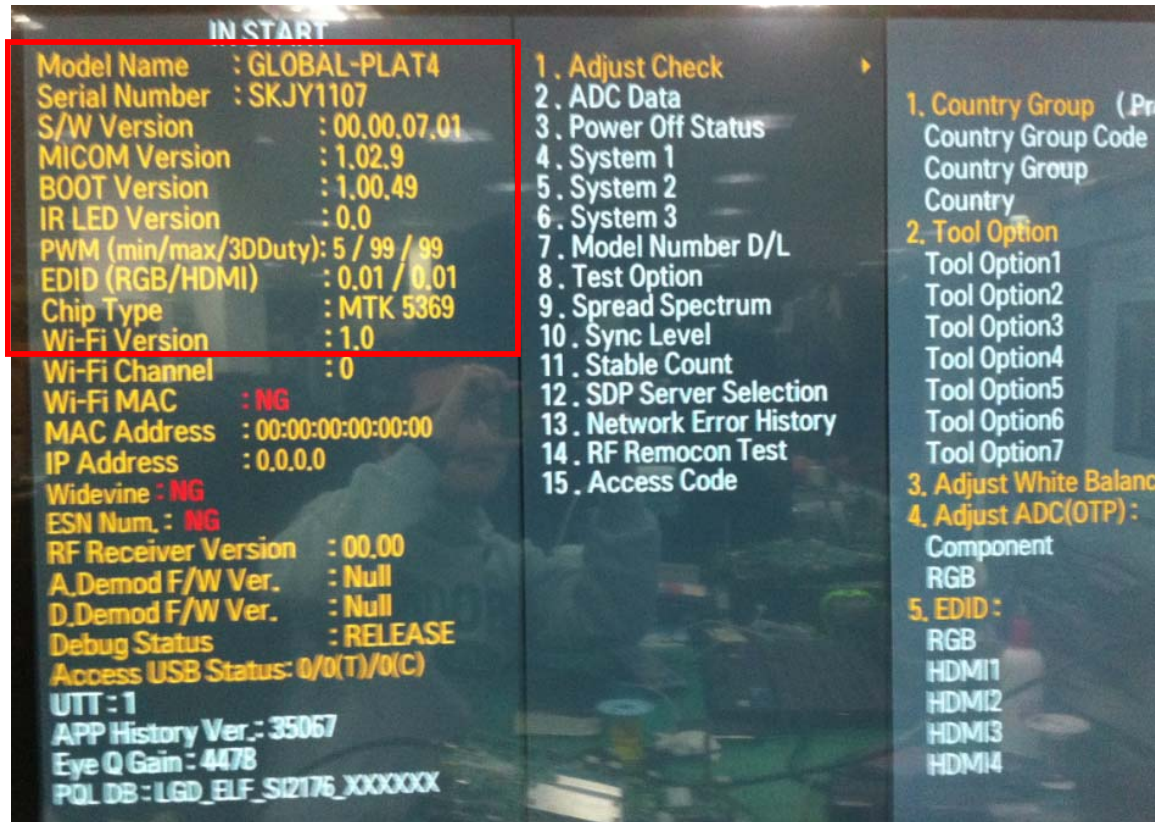 IN START
Model Name : GLOBAL-PLAT4
Serial Number : SKJY1107
S/W Version : 00.00.07.01
MICOM Version : 1.02.9
BOOT Version : 1.00.49
IR LED Version : 0.0
PWM (min/max/3DDuty): 5 / 99 / 99
EDID (RGB/HDMI) : 0.01 / 0.01
Chip Type : MTK 5369
Wi-Fi Version : 1.0
Wi-Fi Channel : 0
Wi-Fi MAC : NG
MAC Address : 00:00:00:00:00:00
IP Address : 0.0.0.0
Widevine : NG
ESN Num. : NG
RF Receiver Version : 00.00
A.Demod F/W Ver. : Null
D.Demod F/W Ver. : Null
Debug Status : RELEASE
Access USB Status: 0/0(T)/0(C)
UTT : 1
APP History Ver.: 35067
Eye Q Gain : 4478
PQL DB : LGD_ELF_SI2176_XXXXXX
1. Adjust Check
2. ADC Data
3. Power Off Status
4. System 1
5. System 2
6. System 3
7. Model Number D/L
8. Test Option
9. Spread Spectrum
10. Sync Level
11. Stable Count
12. SDP Server Selection
13. Network Error History
14. RF Remocon Test
15. Access Code
1. Country Group (.Pr
Country Group Code
Country Group
Country
2. Tool Option
Tool Option1
Tool Option2
Tool Option3
Tool Option4
Tool Option5
Tool Option6
Tool Option7
3. Adjust White Balanc
4. Adjust ADC(OTP) :
Component
RGB
5. EDID :
RGB
HDMI1
HDMI2
HDMI3
HDMI4